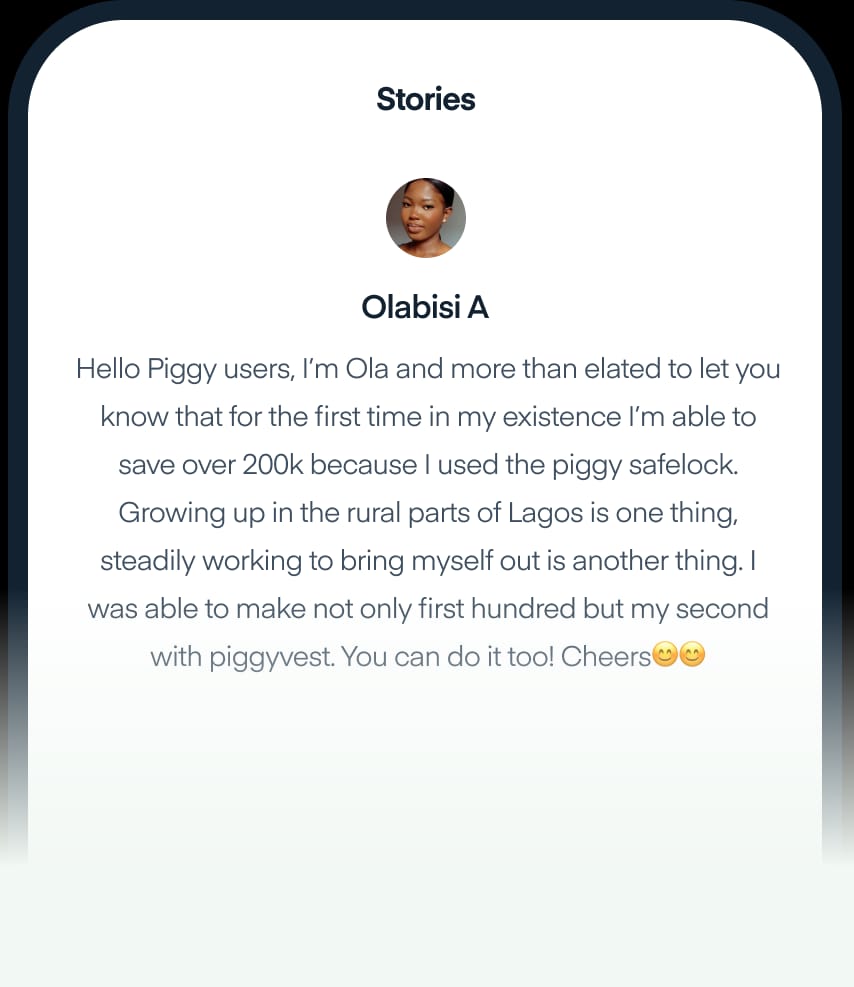 Stories
Olabisi A
Hello Piggy users, I’m Ola and more than elated to let you
know that for the first time in my existence I’m able to
save over 200k because I used the piggy safelock.
Growing up in the rural parts of Lagos is one thing,
steadily working to bring myself out is another thing. I
was able to make not only first hundred but my second
with piggyvest. You can do it too! Cheers😊😊